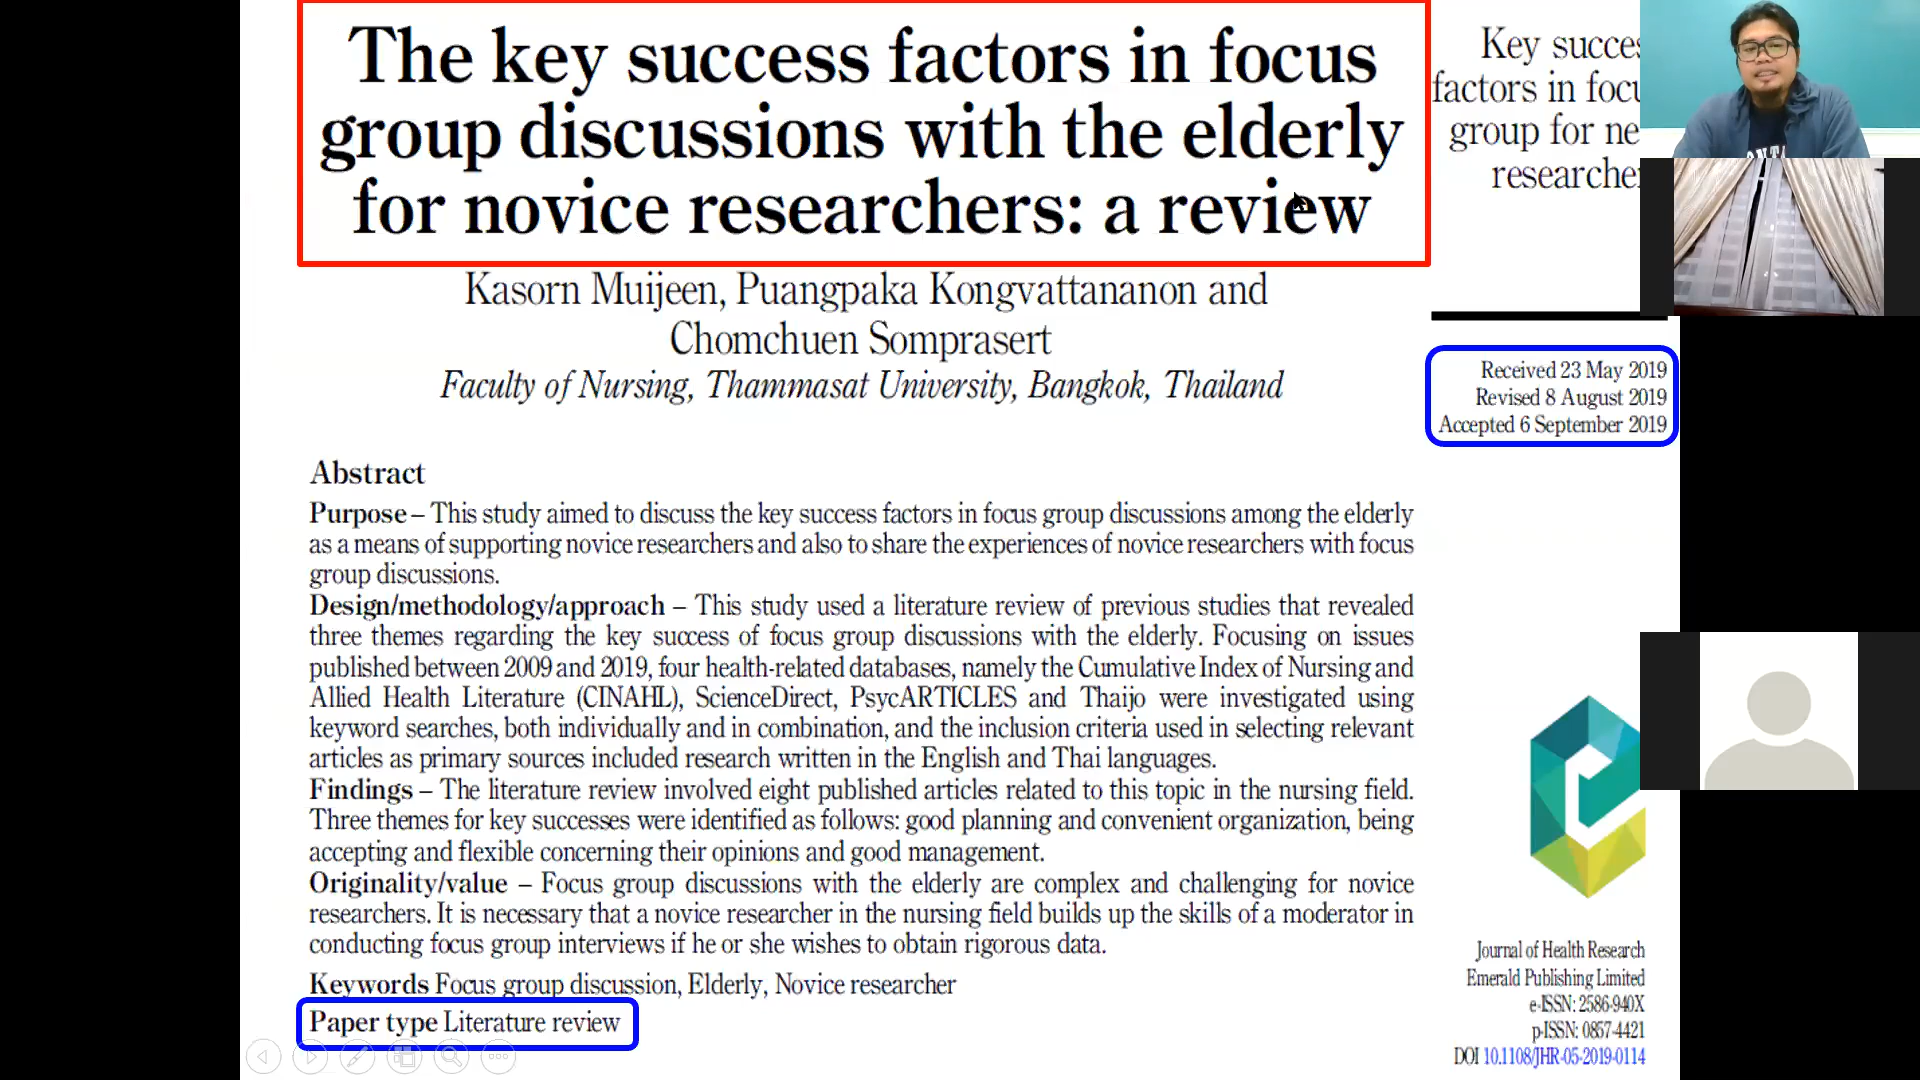 The key success factors in focus
group discussions with the elderly
for novice researchers: a review
Kasorn Muijeen, Puangpaka Kongvattananon and
Chomchuen Somprasert
Faculty of Nursing, Thammasat University, Bangkok, Thailand
Abstract
Purpose – This study aimed to discuss the key success factors in focus group discussions among the elderly
as a means of supporting novice researchers and also to share the experiences of novice researchers with focus
group discussions.
Design/methodology/approach – This study used a literature review of previous studies that revealed
three themes regarding the key success of focus group discussions with the elderly. Focusing on issues
published between 2009 and 2019, four health-related databases, namely the Cumulative Index of Nursing and
Allied Health Literature (CINAHL), ScienceDirect, PsycARTICLES and Thaijo were investigated using
keyword searches, both individually and in combination, and the inclusion criteria used in selecting relevant
articles as primary sources included research written in the English and Thai languages.
Findings – The literature review involved eight published articles related to this topic in the nursing field.
Three themes for key successes were identified as follows: good planning and convenient organization, being
accepting and flexible concerning their opinions and good management.
Originality/value – Focus group discussions with the elderly are complex and challenging for novice
researchers. It is necessary that a novice researcher in the nursing field builds up the skills of a moderator in
conducting focus group interviews if he or she wishes to obtain rigorous data.
Keywords Focus group discussion, Elderly, Novice researcher
Paper type Literature review
Key succes
factors in focu
group for ne
researcher
Received 23 May 2019
Revised 8 August 2019
Accepted 6 September 2019
Journal of Health Research
Emerald Publishing Limited
e-ISSN: 2586-940X
p-ISSN: 0857-4421
DOI 10.1108/JHR-05-2019-0114